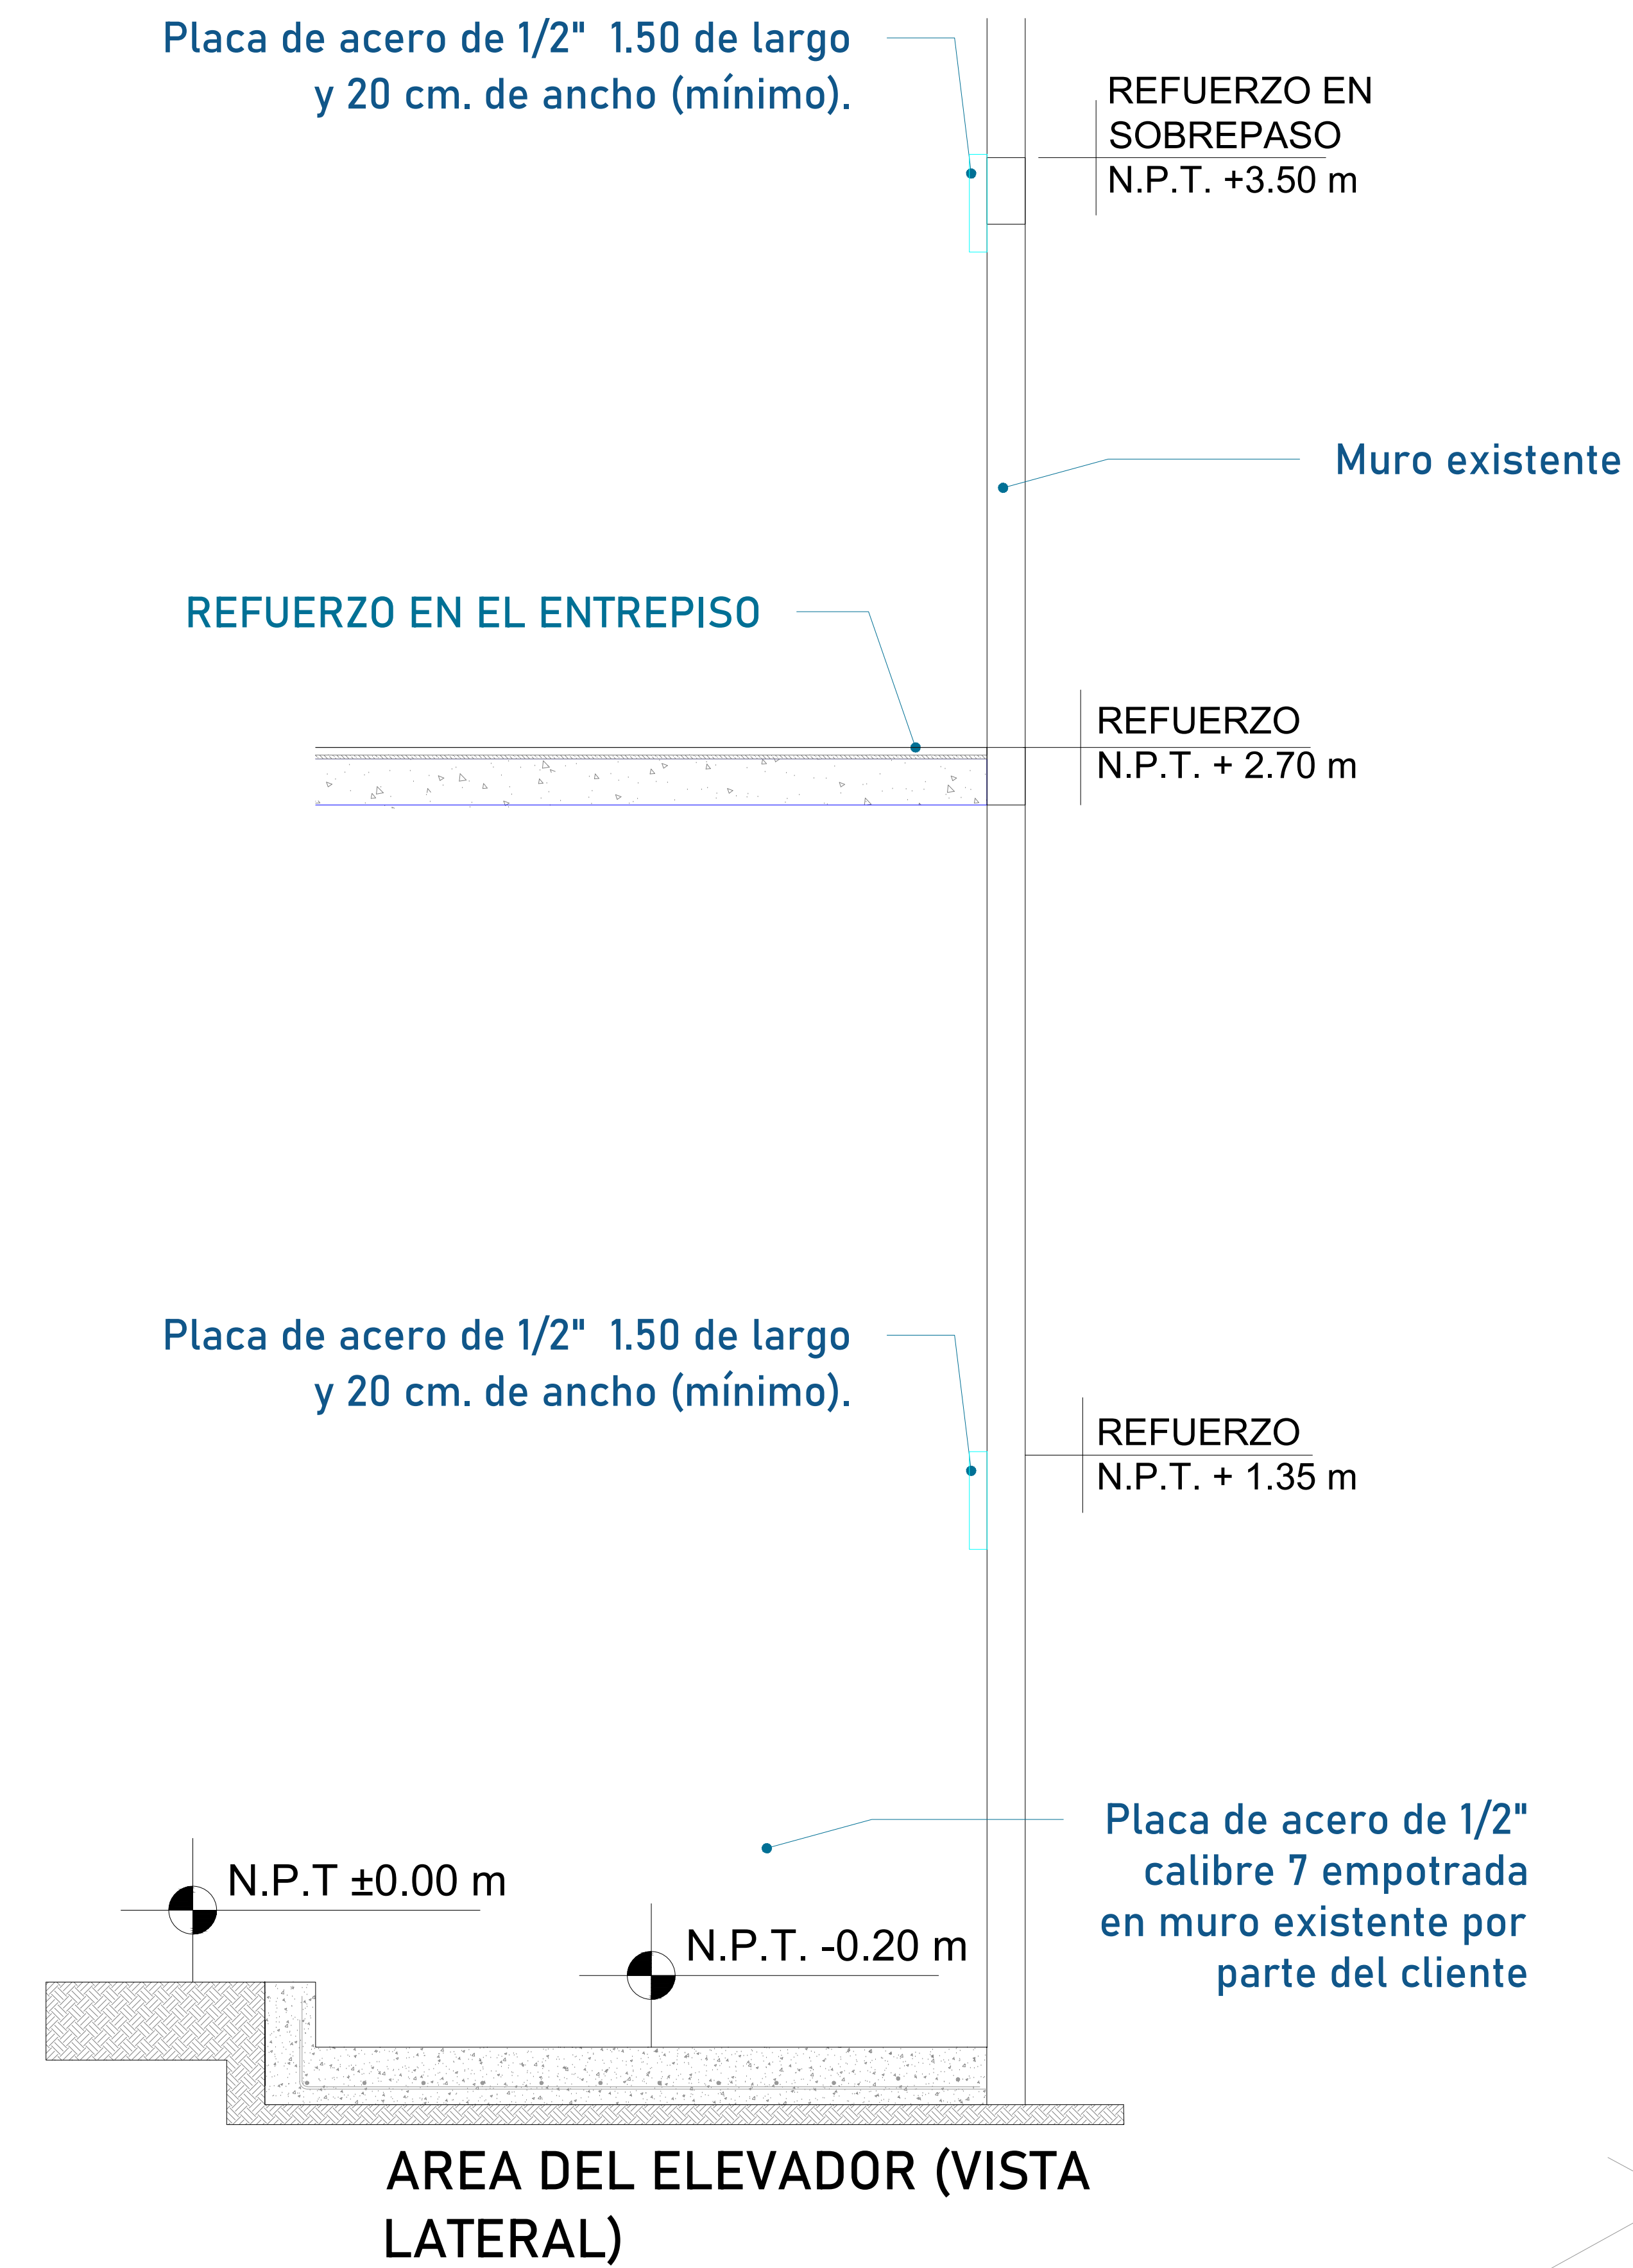 Placa de acero de 1/2"  1.50 de largo
y 20 cm. de ancho (mínimo).
REFUERZO EN
SOBREPASO
N.P.T. +3.50 m
Muro existente
REFUERZO EN EL ENTREPISO
REFUERZO
N.P.T. + 2.70 m
Placa de acero de 1/2"  1.50 de largo
y 20 cm. de ancho (mínimo).
REFUERZO
N.P.T. + 1.35 m
Placa de acero de 1/2"
calibre 7 empotrada
en muro existente por
parte del cliente
N.P.T ±0.00 m
N.P.T. -0.20 m
AREA DEL ELEVADOR (VISTA
LATERAL)